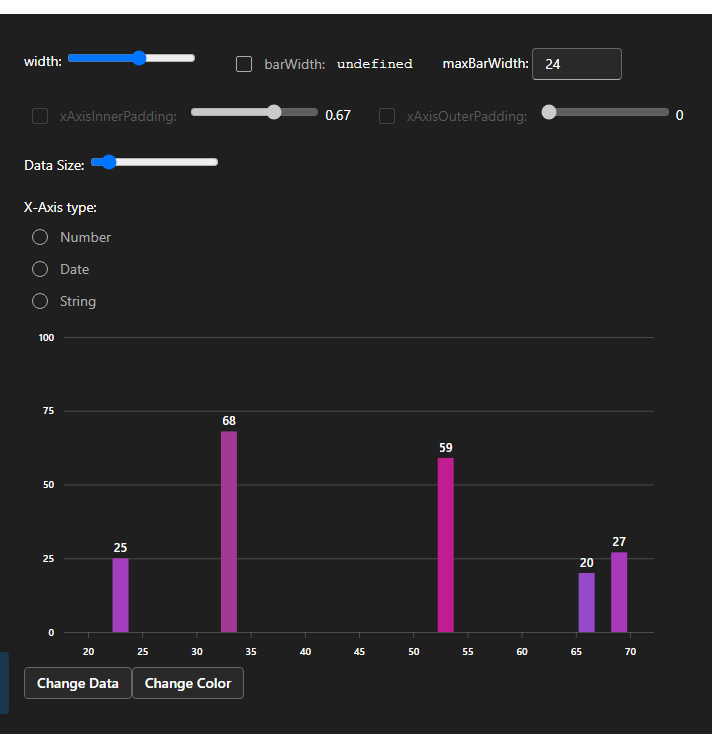 width: barWidth: undefined maxBarWidth: 24
xAxisInnerPadding: 0.67 xAxisOuterPadding: 0
Data Size:
X-Axis type:
Number
Date
String
100
75
68
59
50
25
25
27
20
0
20 25 30 35 40 45 50 55 60 65 70
Change Data Change Color